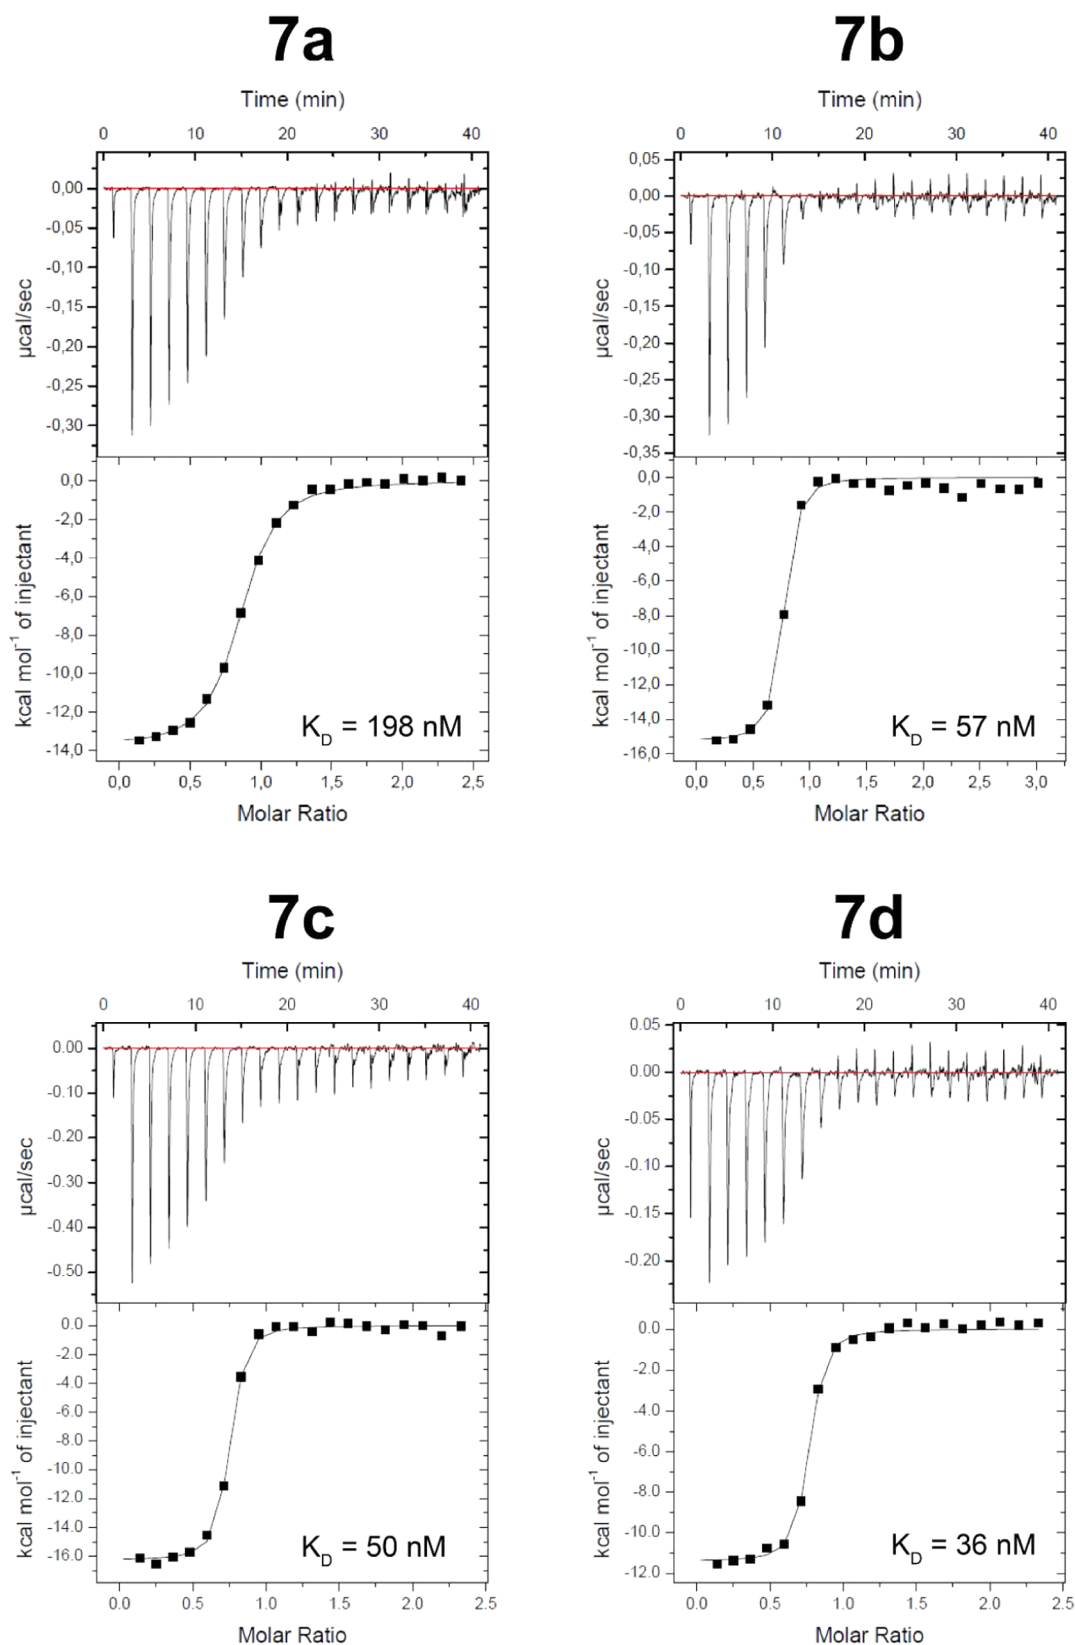 7a
Time (min)
0 10 20 30 40
µcal/sec
0,00
-0,05
-0,10
-0,15
-0,20
-0,25
-0,30
kcal mol⁻¹ of injectant
0,0
-2,0
-4,0
-6,0
-8,0
-10,0
-12,0
-14,0
K_D = 198 nM
0,0 0,5 1,0 1,5 2,0 2,5
Molar Ratio
7b
Time (min)
0 10 20 30 40
µcal/sec
0,05
0,00
-0,05
-0,10
-0,15
-0,20
-0,25
-0,30
-0,35
kcal mol⁻¹ of injectant
0,0
-2,0
-4,0
-6,0
-8,0
-10,0
-12,0
-14,0
-16,0
K_D = 57 nM
0,0 0,5 1,0 1,5 2,0 2,5 3,0
Molar Ratio
7c
Time (min)
0 10 20 30 40
µcal/sec
0.00
-0.10
-0.20
-0.30
-0.40
-0.50
kcal mol⁻¹ of injectant
0.0
-2.0
-4.0
-6.0
-8.0
-10.0
-12.0
-14.0
-16.0
K_D = 50 nM
0.0 0.5 1.0 1.5 2.0 2.5
Molar Ratio
7d
Time (min)
0 10 20 30 40
µcal/sec
0.05
0.00
-0.05
-0.10
-0.15
-0.20
kcal mol⁻¹ of injectant
0.0
-2.0
-4.0
-6.0
-8.0
-10.0
-12.0
K_D = 36 nM
0.0 0.5 1.0 1.5 2.0 2.5
Molar Ratio